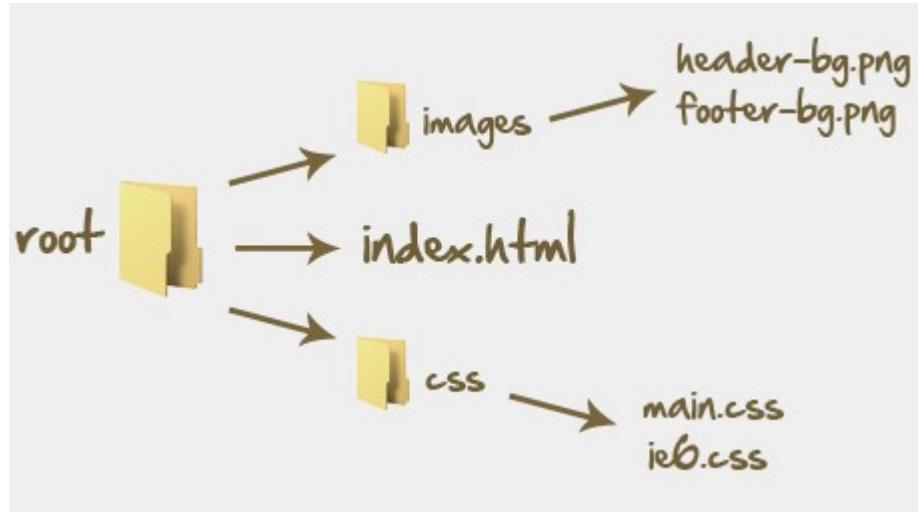 header-bg.png
footer-bg.png
images
root
index.html
css
main.css
ie6.css